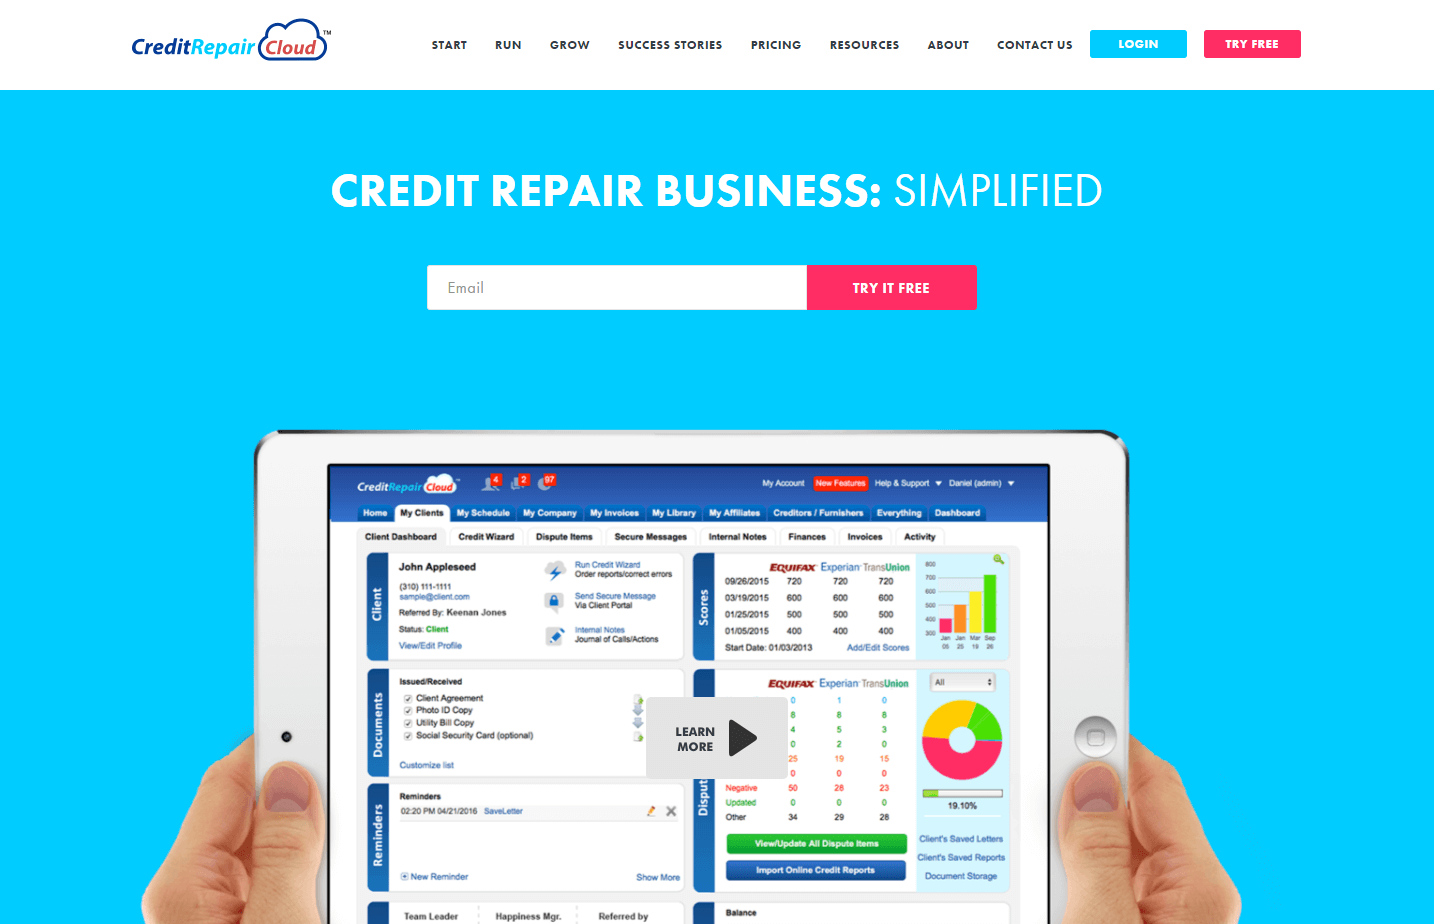 CreditRepairCloud™
START RUN GROW SUCCESS STORIES PRICING RESOURCES ABOUT CONTACT US LOGIN TRY FREE
CREDIT REPAIR BUSINESS: SIMPLIFIED
Email TRY IT FREE
CreditRepairCloud 4 2 97
My Account New Features Help & Support Daniel (admin)
Home My Clients My Schedule My Company My Invoices My Library My Affiliates Creditors / Furnishers Everything Dashboard
Client Dashboard Credit Wizard Dispute Items Secure Messages Internal Notes Finances Invoices Activity
Client
John Appleseed
(310) 111-1111
sample@client.com
Referred By: Keenan Jones
Status: Client
View/Edit Profile
Run Credit Wizard
Order reports/correct errors
Send Secure Message
Via Client Portal
Internal Notes
Journal of Calls/Actions
Scores
EQUIFAX Experian TransUnion
09/26/2015 720 720 720
03/19/2015 600 600 600
01/25/2015 500 500 500
01/05/2015 400 400 400
Start Date: 01/03/2013 Add/Edit Scores
800
700
600
500
400
300
Jan Jan Mar Sep
05 25 19 26
Documents
Issued/Received
Client Agreement
Photo ID Copy
Utility Bill Copy
Social Security Card (optional)
Customize list
LEARN
MORE
Disput
EQUIFAX Experian TransUnion
0 1 0
8 8 8
4 5 3
0 2 0
25 19 15
0 0 0
Negative 50 28 23
Updated 0 0 0
Other 34 29 28
View/Update All Dispute Items
Import Online Credit Reports
All
19.10%
Client's Saved Letters
Client's Saved Reports
Document Storage
Reminders
Reminders
02:20 PM 04/21/2016 SaveLetter
New Reminder Show More
Team Leader Happiness Mgr. Referred by
Balance